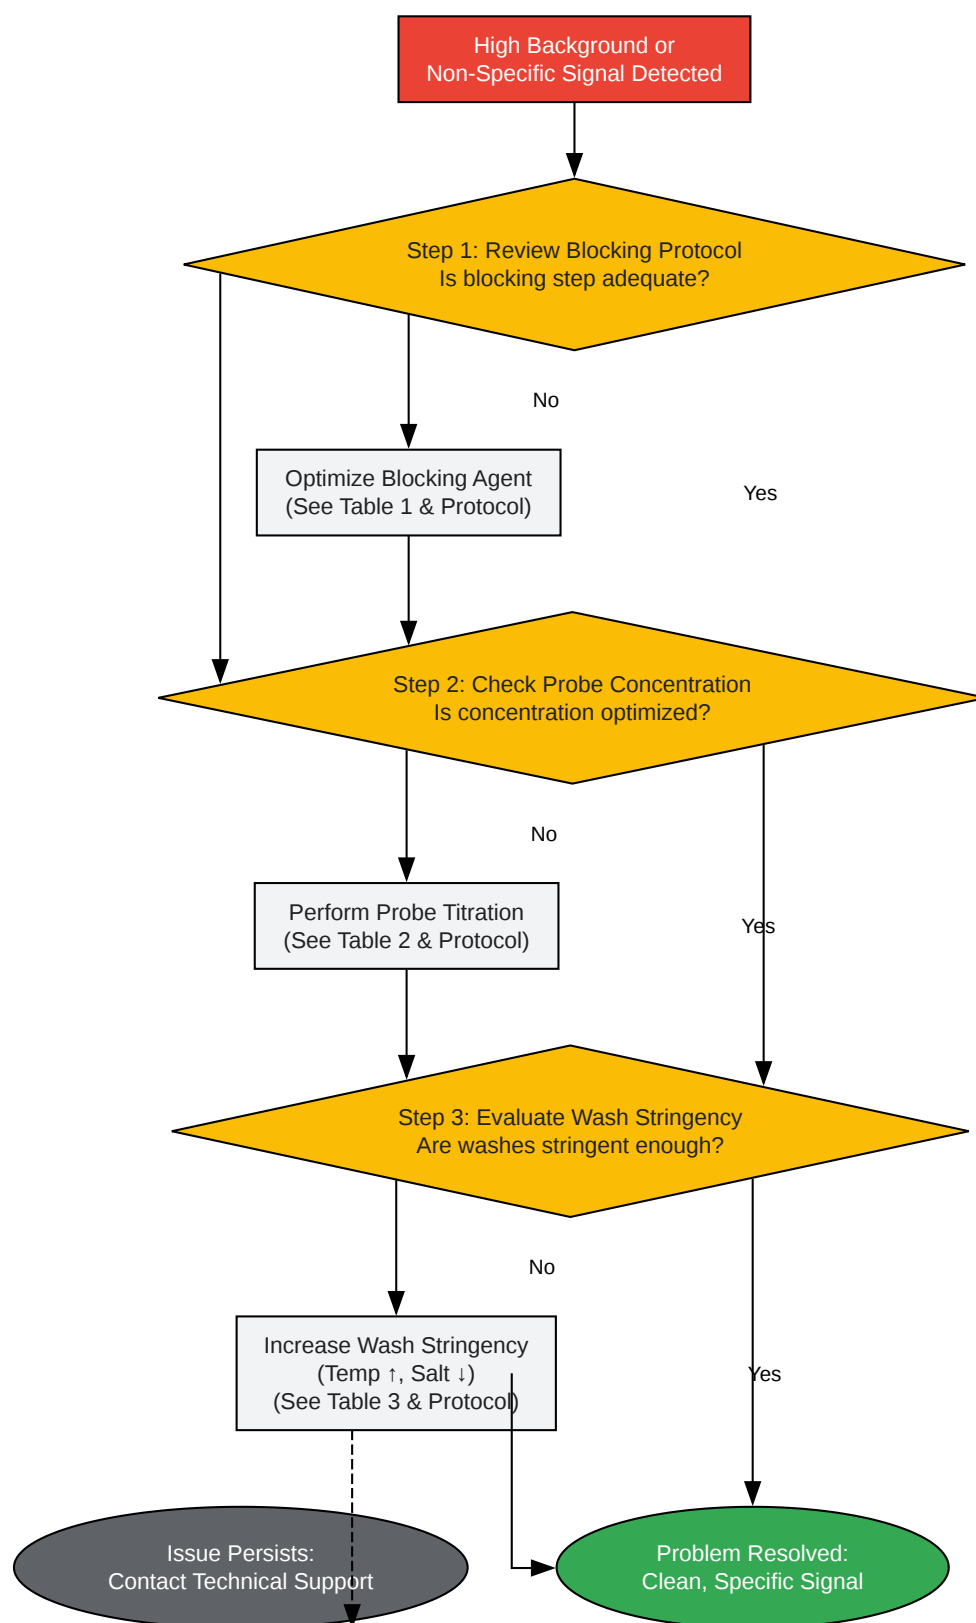 High Background or
Non-Specific Signal Detected
Step 1: Review Blocking Protocol
Is blocking step adequate?
No
Optimize Blocking Agent
(See Table 1 & Protocol)
Yes
Step 2: Check Probe Concentration
Is concentration optimized?
No
Perform Probe Titration
(See Table 2 & Protocol)
Yes
Step 3: Evaluate Wash Stringency
Are washes stringent enough?
No
Increase Wash Stringency
(Temp ↑, Salt ↓)
(See Table 3 & Protocol)
Yes
Issue Persists:
Contact Technical Support
Problem Resolved:
Clean, Specific Signal